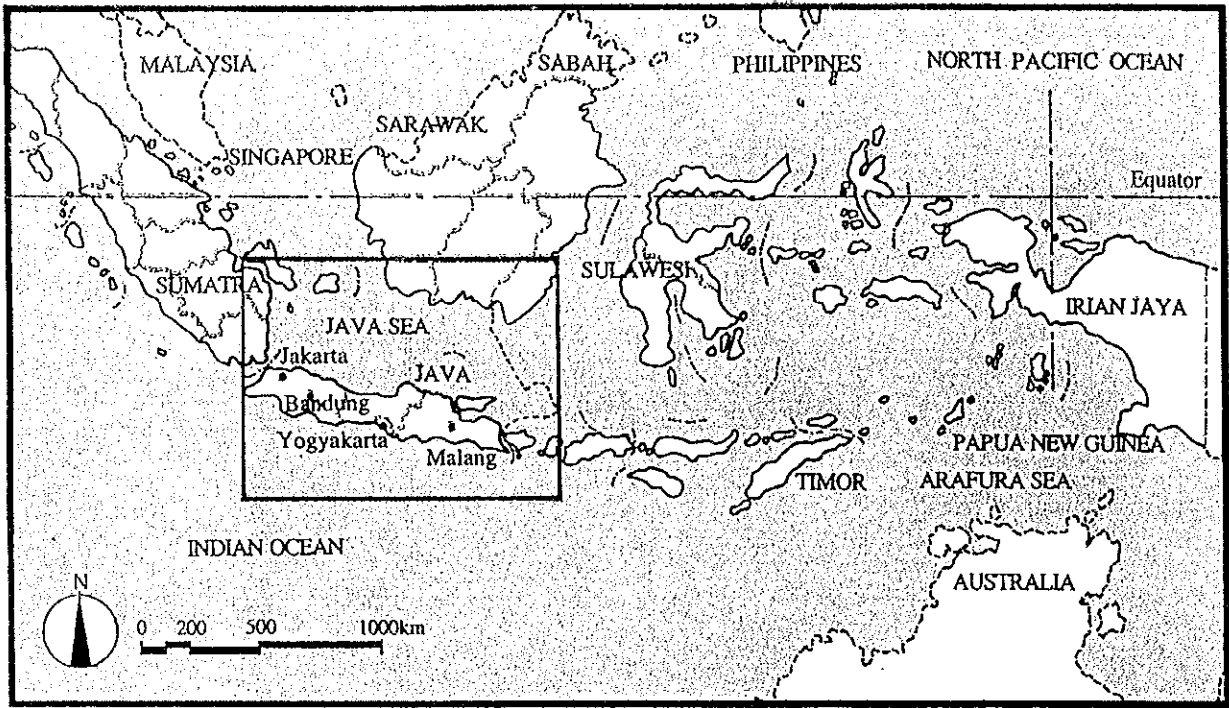 MALAYSIA
SABAH
PHILIPPINES
NORTH PACIFIC OCEAN
SARAWAK
SINGAPORE
Equator
SUMATRA
SULAWESI
IRIAN JAYA
JAVA SEA
Jakarta
JAVA
Bandung
Yogyakarta
Malang
PAPUA NEW GUINEA
TIMOR
ARAFURA SEA
INDIAN OCEAN
AUSTRALIA
N
0 200 500 1000km